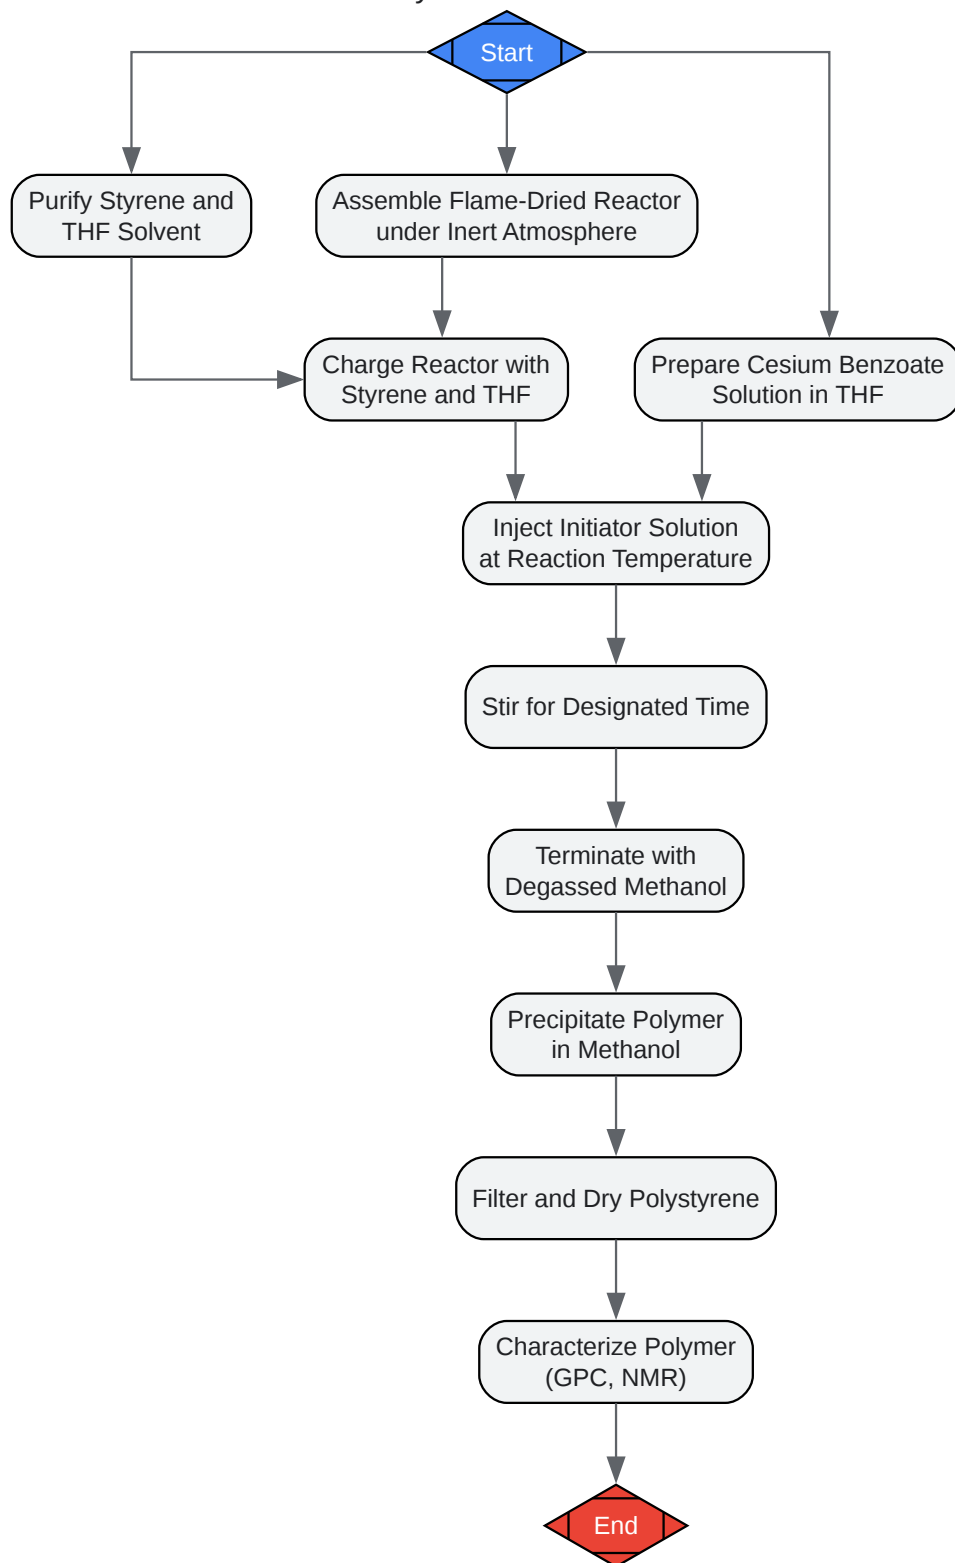 Start
Purify Styrene and
THF Solvent
Assemble Flame-Dried Reactor
under Inert Atmosphere
Charge Reactor with
Styrene and THF
Prepare Cesium Benzoate
Solution in THF
Inject Initiator Solution
at Reaction Temperature
Stir for Designated Time
Terminate with
Degassed Methanol
Precipitate Polymer
in Methanol
Filter and Dry Polystyrene
Characterize Polymer
(GPC, NMR)
End